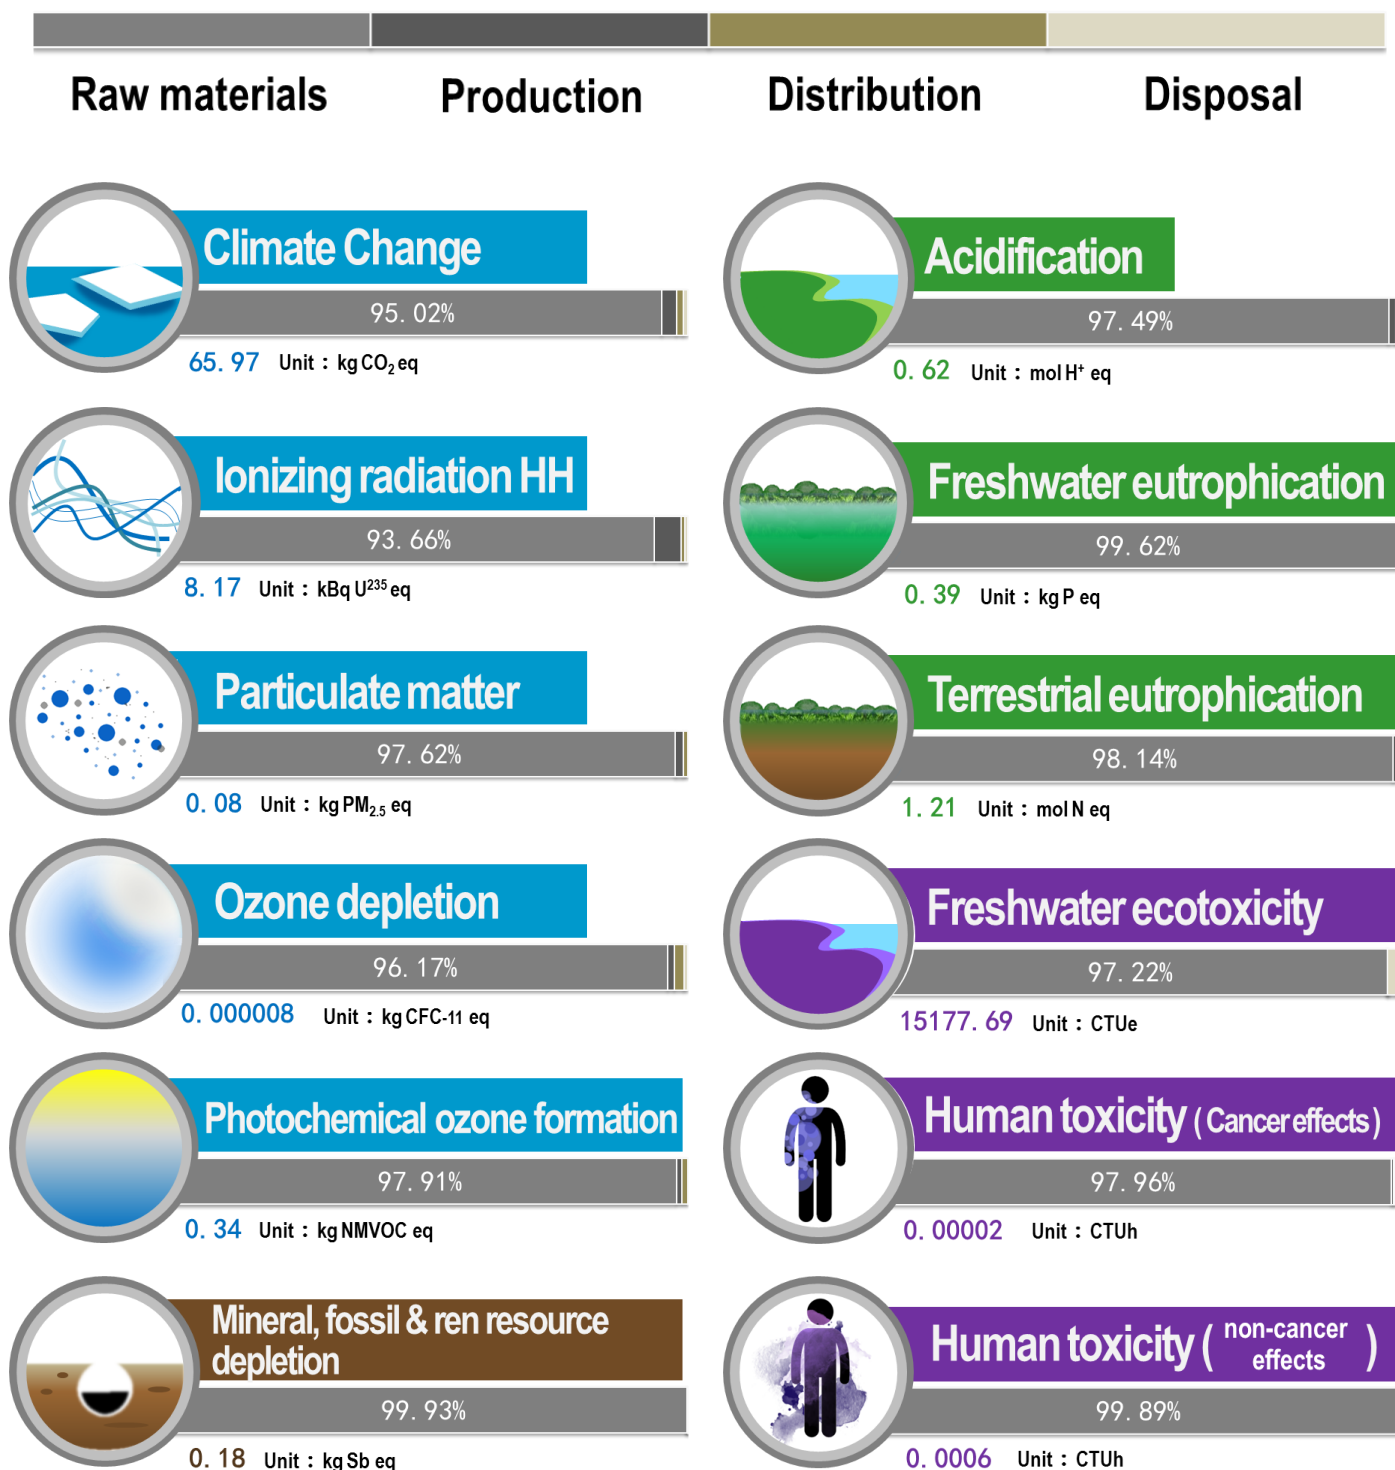 Raw materials
Production
Distribution
Disposal
Climate Change
95.02%
65.97 Unit：kg CO₂ eq
Ionizing radiation HH
93.66%
8.17 Unit：kBq U²³⁵ eq
Particulate matter
97.62%
0.08 Unit：kg PM₂.₅ eq
Ozone depletion
96.17%
0.000008 Unit：kg CFC-11 eq
Photochemical ozone formation
97.91%
0.34 Unit：kg NMVOC eq
Mineral, fossil & ren resource
depletion
99.93%
0.18 Unit：kg Sb eq
Acidification
97.49%
0.62 Unit：mol H⁺ eq
Freshwater eutrophication
99.62%
0.39 Unit：kg P eq
Terrestrial eutrophication
98.14%
1.21 Unit：mol N eq
Freshwater ecotoxicity
97.22%
15177.69 Unit：CTUe
Human toxicity ( Cancer effects )
97.96%
0.00002 Unit：CTUh
Human toxicity ( non-cancer
effects )
99.89%
0.0006 Unit：CTUh